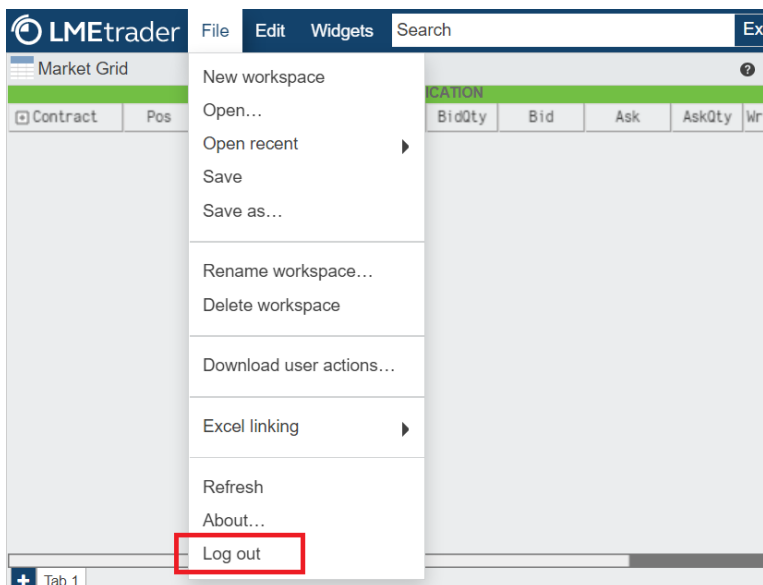 LMEtrader File Edit Widgets Search Ex
Market Grid
ICATION
Contract Pos BidQty Bid Ask AskQty Wr
New workspace
Open…
Open recent
Save
Save as…
Rename workspace…
Delete workspace
Download user actions…
Excel linking
Refresh
About…
Log out
Tab 1